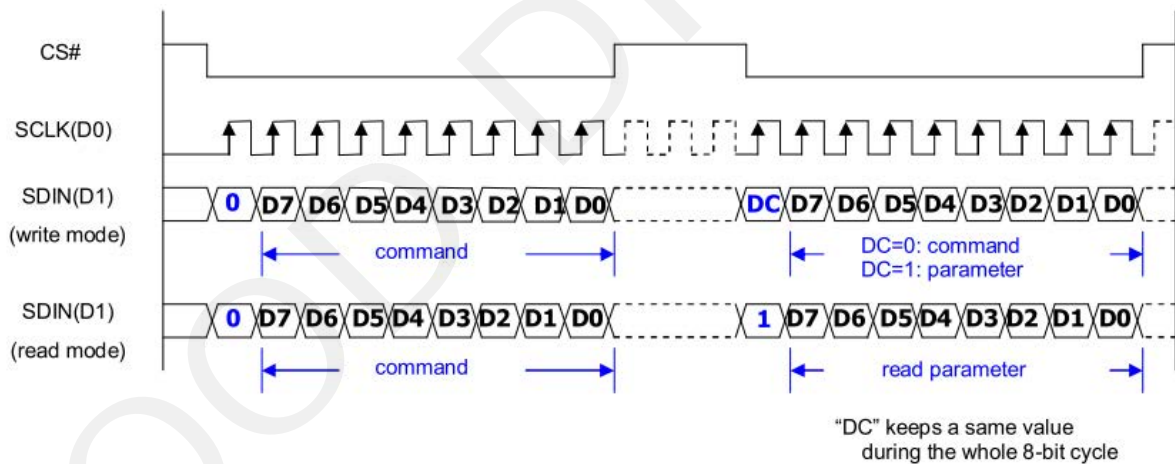 CS#
SCLK(D0)
SDIN(D1)
(write mode)
0 D7 D6 D5 D4 D3 D2 D1 D0
DC D7 D6 D5 D4 D3 D2 D1 D0
command
DC=0: command
DC=1: parameter
SDIN(D1)
(read mode)
0 D7 D6 D5 D4 D3 D2 D1 D0
1 D7 D6 D5 D4 D3 D2 D1 D0
command
read parameter
“DC” keeps a same value
during the whole 8-bit cycle